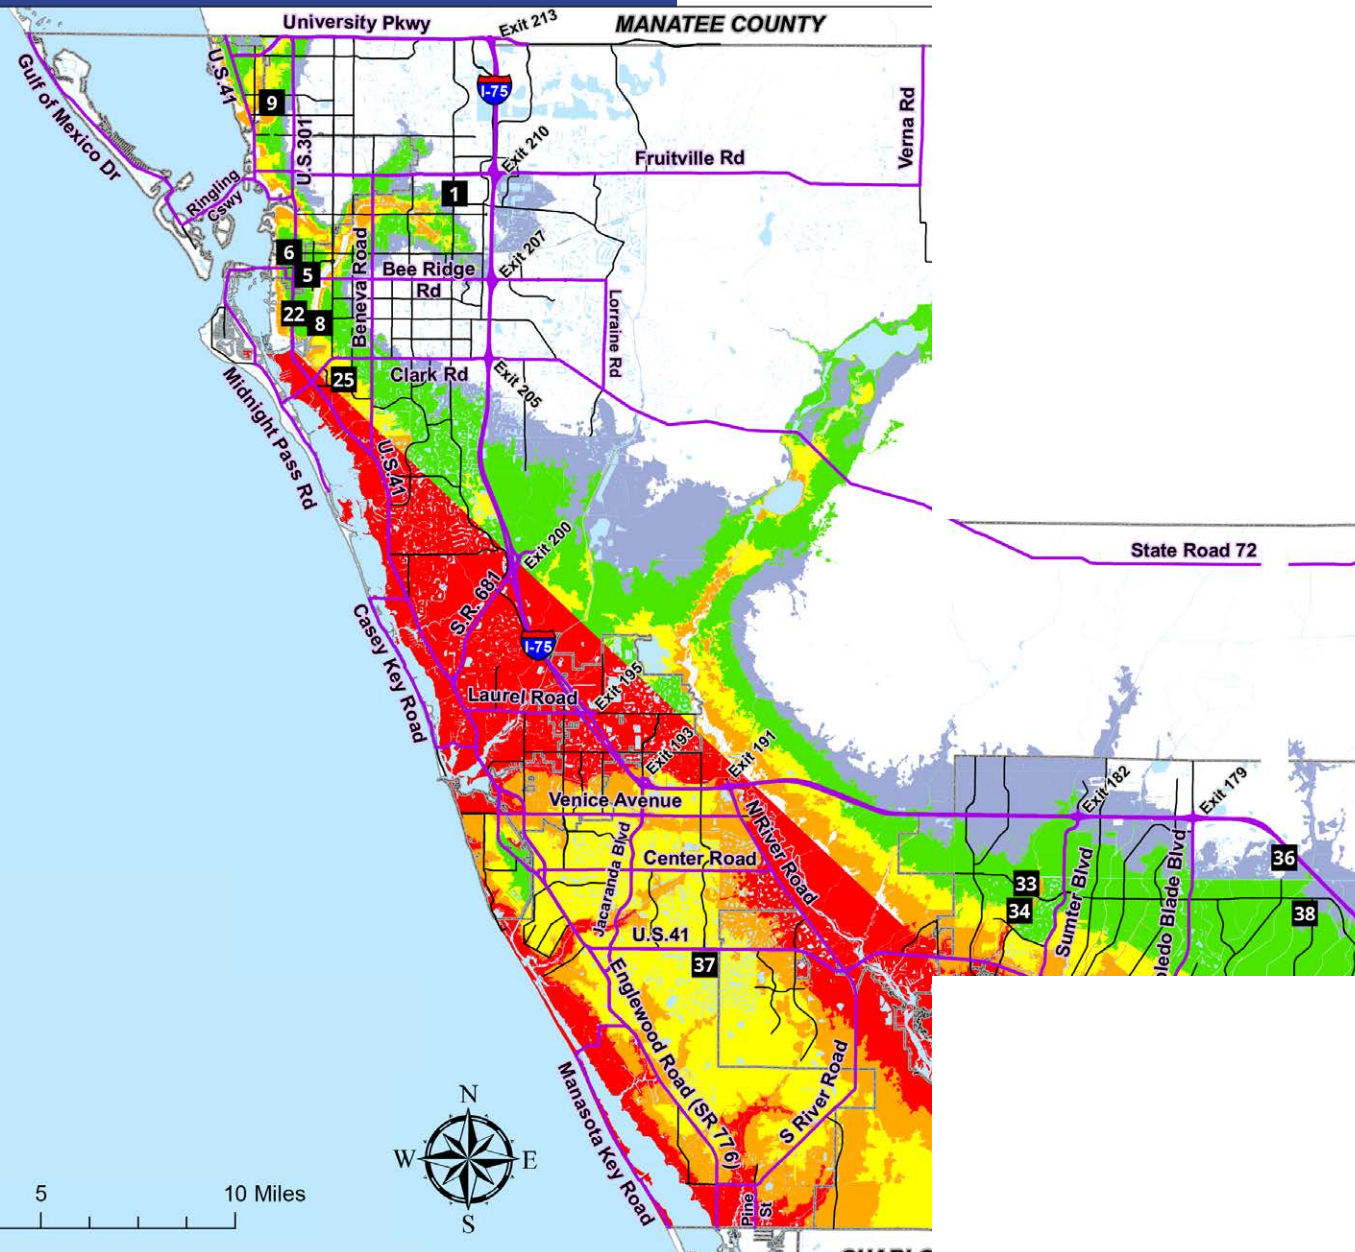 University Pkwy
Exit 213
MANATEE COUNTY
U.S.41
I-75
Gulf of Mexico Dr
9
U.S.301
Exit 210
Fruitville Rd
Verna Rd
Ringling
Cswy
1
6
5
Beneva Road
Bee Ridge
Rd
Exit 207
Lorraine Rd
22
8
25
Clark Rd
Exit 205
Midnight Pass Rd
U.S.41
Exit 200
State Road 72
S.R. 681
I-75
Casey Key Road
Laurel Road
Exit 195
Exit 193
Exit 191
Exit 182
Exit 179
Venice Avenue
N River Road
Jacaranda Blvd
Center Road
36
33
34
38
Sumter Blvd
ledo Blade Blvd
U.S.41
37
Englewood Road (SR 776)
S River Road
Manasota Key Road
N
W
E
S
5
10 Miles
Pine
St